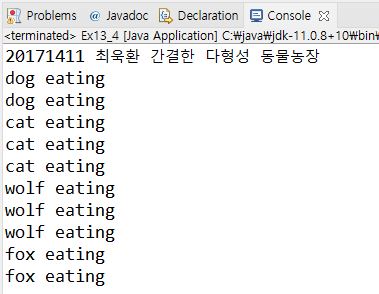 Problems @ Javadoc Declaration Console
<terminated> Ex13_4 [Java Application] C:₩java₩jdk-11.0.8+10₩bin₩
20171411 최욱환 간결한 다형성 동물농장
dog eating
dog eating
cat eating
cat eating
cat eating
wolf eating
wolf eating
wolf eating
fox eating
fox eating